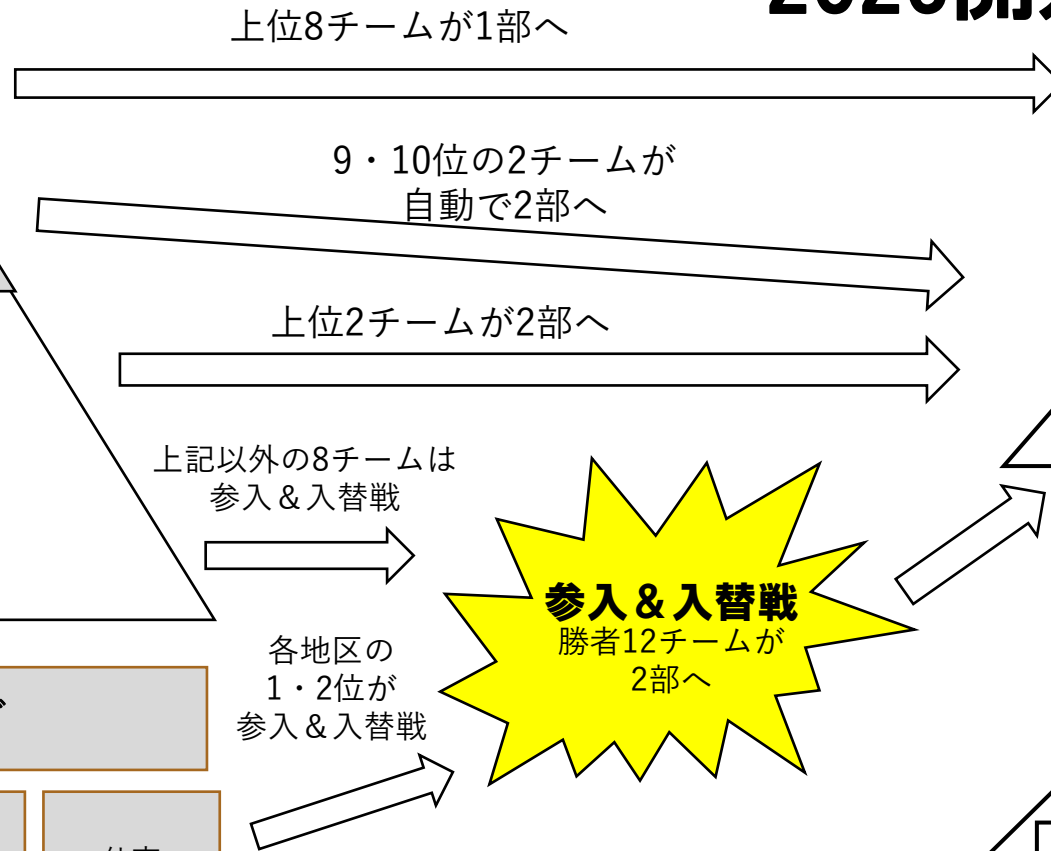 上位8チームが1部へ
9・10位の2チームが
自動で2部へ
上位2チームが2部へ
上記以外の8チームは
参入＆入替戦
参入＆入替戦
勝者12チームが
2部へ
各地区の
1・2位が
参入＆入替戦